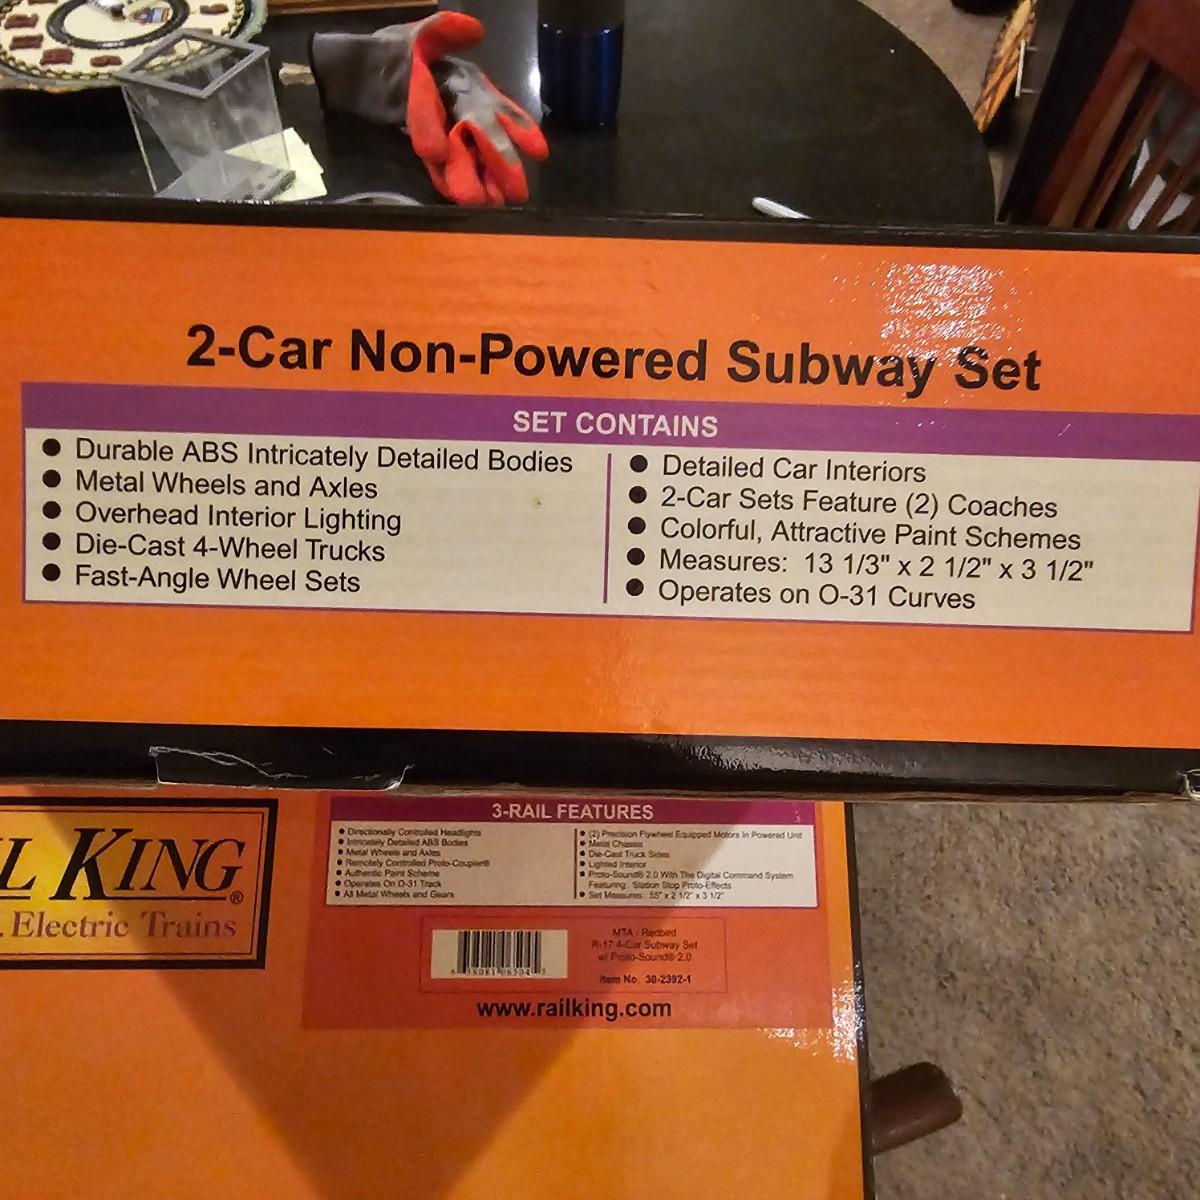 2-Car Non-Powered Subway Set
SET CONTAINS
● Durable ABS Intricately Detailed Bodies
● Metal Wheels and Axles
● Overhead Interior Lighting
● Die-Cast 4-Wheel Trucks
● Fast-Angle Wheel Sets
● Detailed Car Interiors
● 2-Car Sets Feature (2) Coaches
● Colorful, Attractive Paint Schemes
● Measures: 13 1/3" x 2 1/2" x 3 1/2"
● Operates on O-31 Curves
L KING®
Electric Trains
3-RAIL FEATURES
● Directionally Controlled Headlights
● Intricately Detailed ABS Bodies
● Metal Wheels and Axles
● Remotely Controlled Proto-Coupler®
● Authentic Paint Scheme
● Operates On O-31 Track
● All Metal Wheels and Gears
● (2) Precision Flywheel Equipped Motors In Powered Unit
● Metal Chassis
● Die-Cast Truck Sides
● Lighted Interior
● Proto-Sound® 2.0 With The Digital Command System
Featuring: Station Stop Proto-Effects
● Set Measures: 55" x 2 1/2" x 3 1/2"
MTA - Redbird
R-17 4-Car Subway Set
w/ Proto-Sound® 2.0
Item No. 30-2392-1
www.railking.com